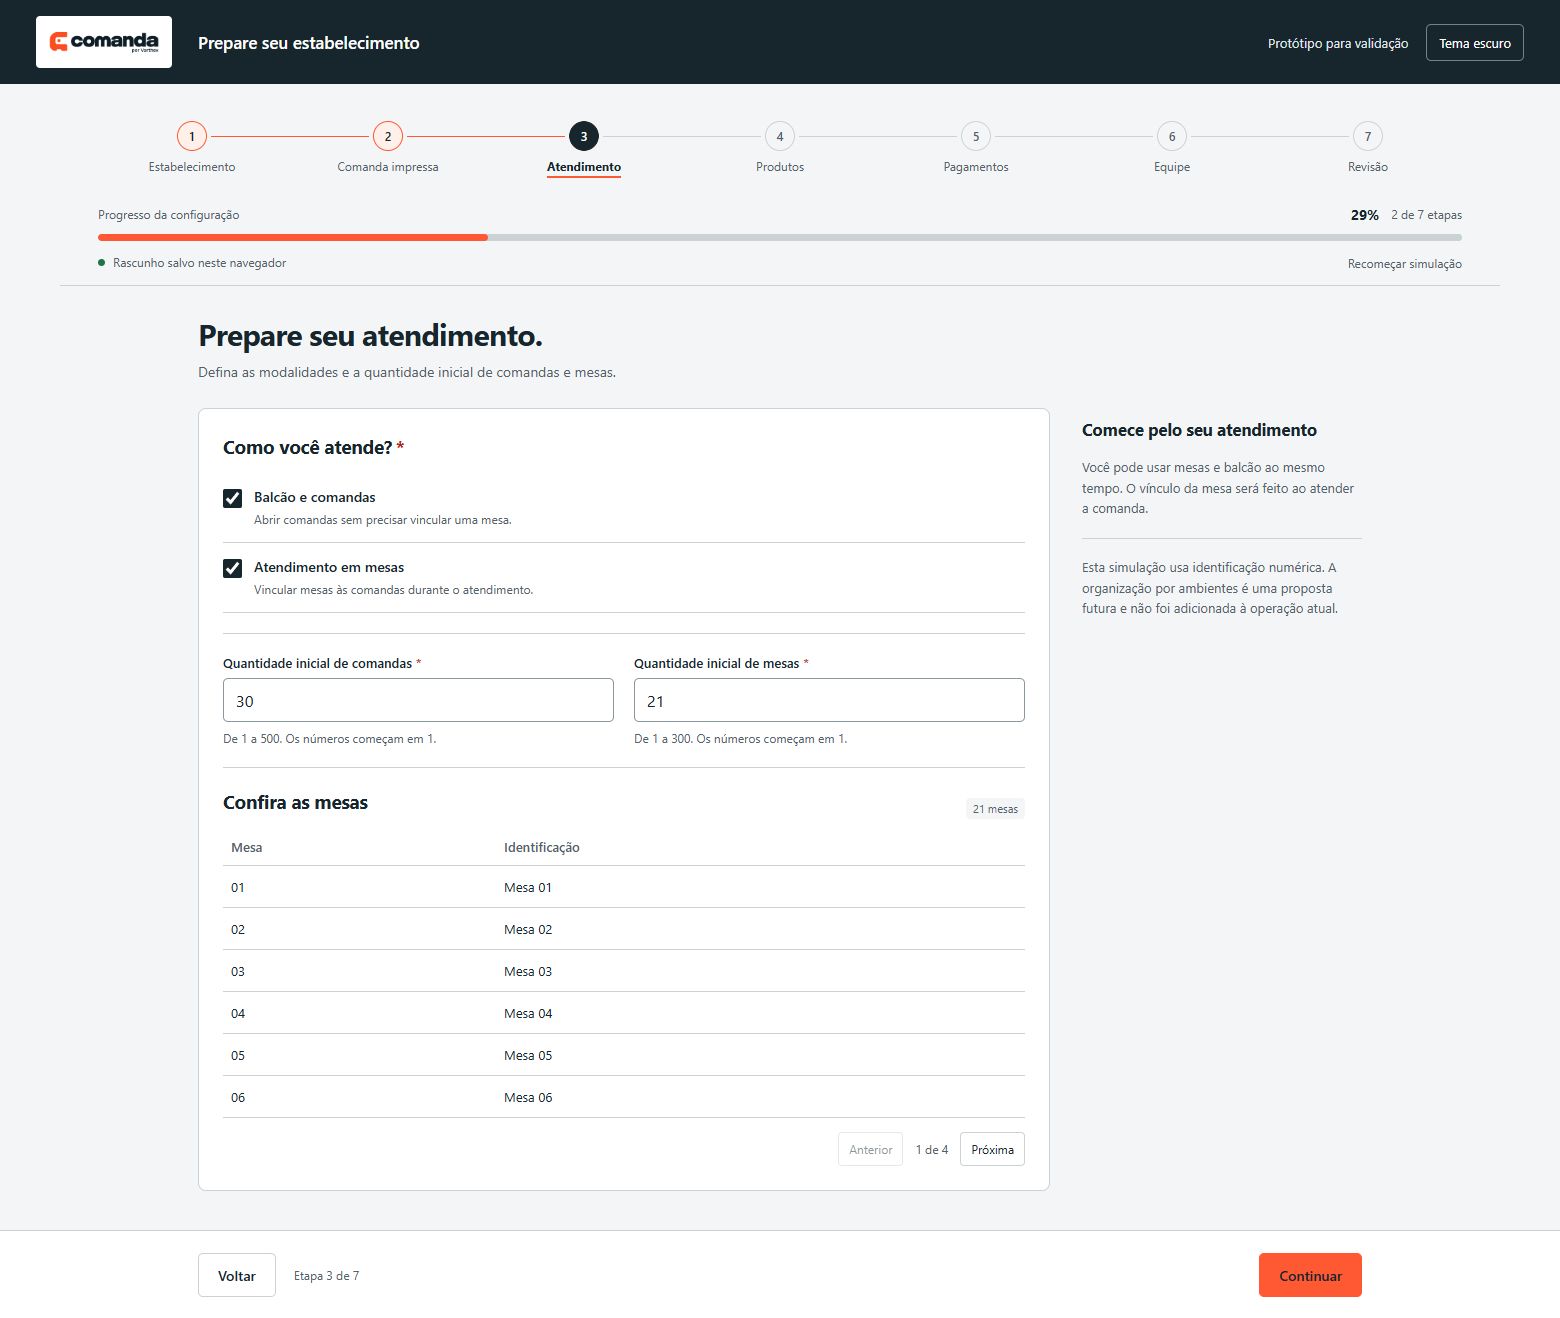 comanda
por Vorthex
Prepare seu estabelecimento
Protótipo para validação
Tema escuro
1
2
3
4
5
6
7
Estabelecimento
Comanda impressa
Atendimento
Produtos
Pagamentos
Equipe
Revisão
Progresso da configuração
29% 2 de 7 etapas
Rascunho salvo neste navegador
Recomeçar simulação
Prepare seu atendimento.
Defina as modalidades e a quantidade inicial de comandas e mesas.
Como você atende? *
Balcão e comandas
Abrir comandas sem precisar vincular uma mesa.
Atendimento em mesas
Vincular mesas às comandas durante o atendimento.
Quantidade inicial de comandas *
30
De 1 a 500. Os números começam em 1.
Quantidade inicial de mesas *
21
De 1 a 300. Os números começam em 1.
Confira as mesas
21 mesas
Mesa Identificação
01 Mesa 01
02 Mesa 02
03 Mesa 03
04 Mesa 04
05 Mesa 05
06 Mesa 06
Anterior 1 de 4 Próxima
Comece pelo seu atendimento
Você pode usar mesas e balcão ao mesmo
tempo. O vínculo da mesa será feito ao atender
a comanda.
Esta simulação usa identificação numérica. A
organização por ambientes é uma proposta
futura e não foi adicionada à operação atual.
Voltar
Etapa 3 de 7
Continuar